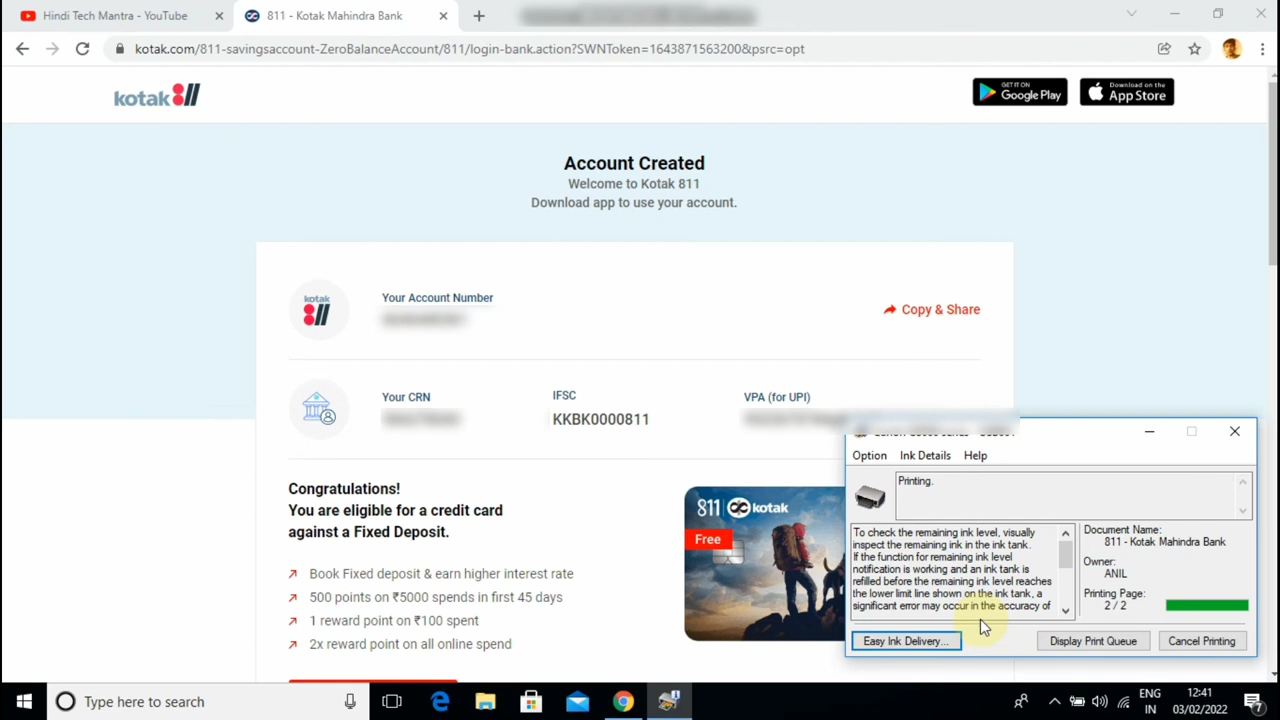 Hindi Tech Mantra - YouTube
811 - Kotak Mahindra Bank
kotak.com/811-savingsaccount-ZeroBalanceAccount/811/login-bank.action?SWNToken=1643871563200&psrc=opt
kotak 811
GET IT ON
Google Play
Download on the
App Store
Account Created
Welcome to Kotak 811
Download app to use your account.
kotak
811
Your Account Number
Copy & Share
Your CRN
IFSC
VPA (for UPI)
KKBK0000811
Congratulations!
You are eligible for a credit card
against a Fixed Deposit.
Book Fixed deposit & earn higher interest rate
500 points on ₹5000 spends in first 45 days
1 reward point on ₹100 spent
2x reward point on all online spend
811 kotak
Free
Option Ink Details Help
Printing.
To check the remaining ink level, visually
inspect the remaining ink in the ink tank.
If the function for remaining ink level
notification is working and an ink tank is
refilled before the remaining ink level reaches
the lower limit line shown on the ink tank, a
significant error may occur in the accuracy of
Document Name:
811 - Kotak Mahindra Bank
Owner:
ANIL
Printing Page:
2 / 2
Easy Ink Delivery...
Display Print Queue
Cancel Printing
Type here to search
ENG
IN
12:41
03/02/2022
7